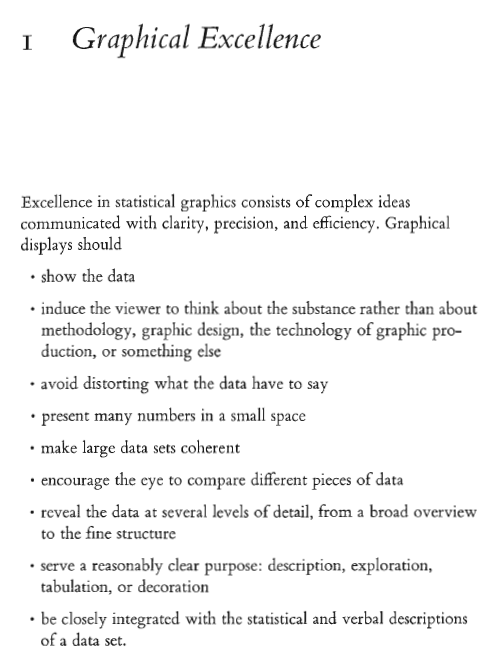 1 Graphical Excellence
Excellence in statistical graphics consists of complex ideas
communicated with clarity, precision, and efficiency. Graphical
displays should
· show the data
· induce the viewer to think about the substance rather than about
methodology, graphic design, the technology of graphic pro-
duction, or something else
· avoid distorting what the data have to say
· present many numbers in a small space
· make large data sets coherent
· encourage the eye to compare different pieces of data
· reveal the data at several levels of detail, from a broad overview
to the fine structure
· serve a reasonably clear purpose: description, exploration,
tabulation, or decoration
· be closely integrated with the statistical and verbal descriptions
of a data set.